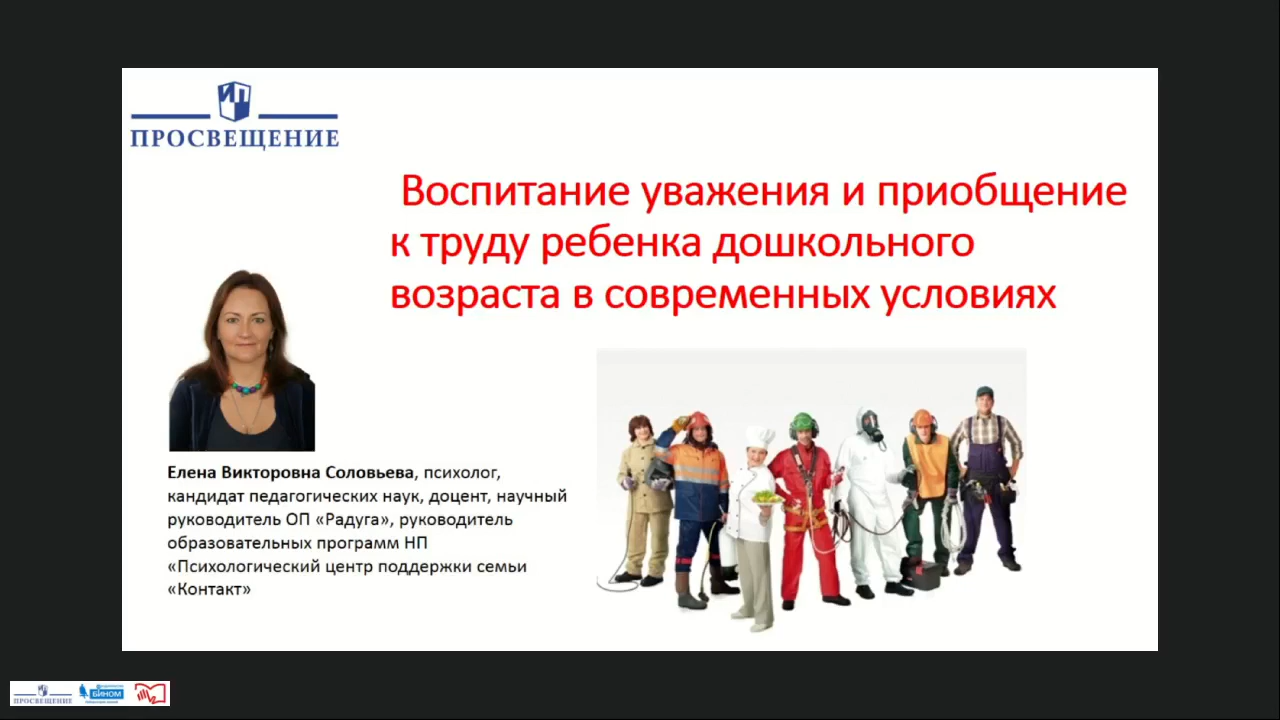 ИП
ПРОСВЕЩЕНИЕ
Воспитание уважения и приобщение
к труду ребенка дошкольного
возраста в современных условиях
Елена Викторовна Соловьева, психолог,
кандидат педагогических наук, доцент, научный
руководитель ОП «Радуга», руководитель
образовательных программ НП
«Психологический центр поддержки семьи
«Контакт»
ПРОСВЕЩЕНИЕ
БИНОМ